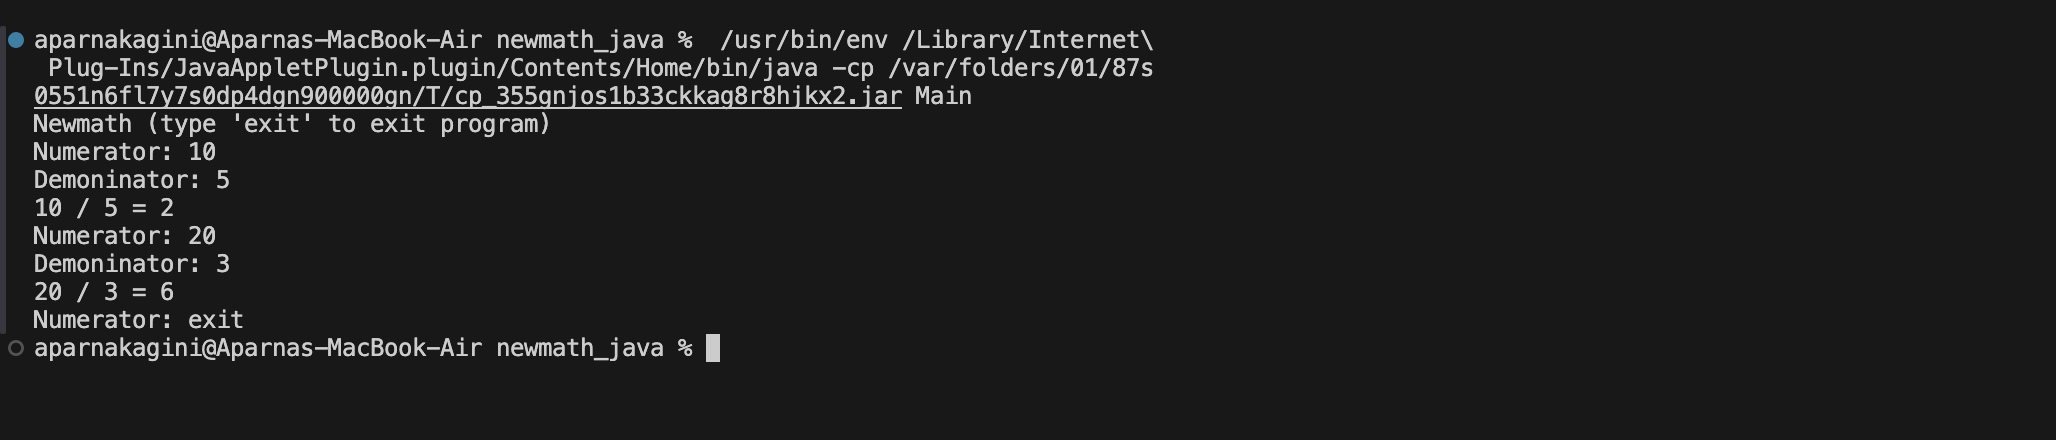 aparnakagini@Aparnas-MacBook-Air newmath_java %  /usr/bin/env /Library/Internet\
 Plug-Ins/JavaAppletPlugin.plugin/Contents/Home/bin/java -cp /var/folders/01/87s
0551n6fl7y7s0dp4dgn900000gn/T/cp_355gnjos1b33ckkag8r8hjkx2.jar Main
Newmath (type 'exit' to exit program)
Numerator: 10
Demoninator: 5
10 / 5 = 2
Numerator: 20
Demoninator: 3
20 / 3 = 6
Numerator: exit
aparnakagini@Aparnas-MacBook-Air newmath_java %